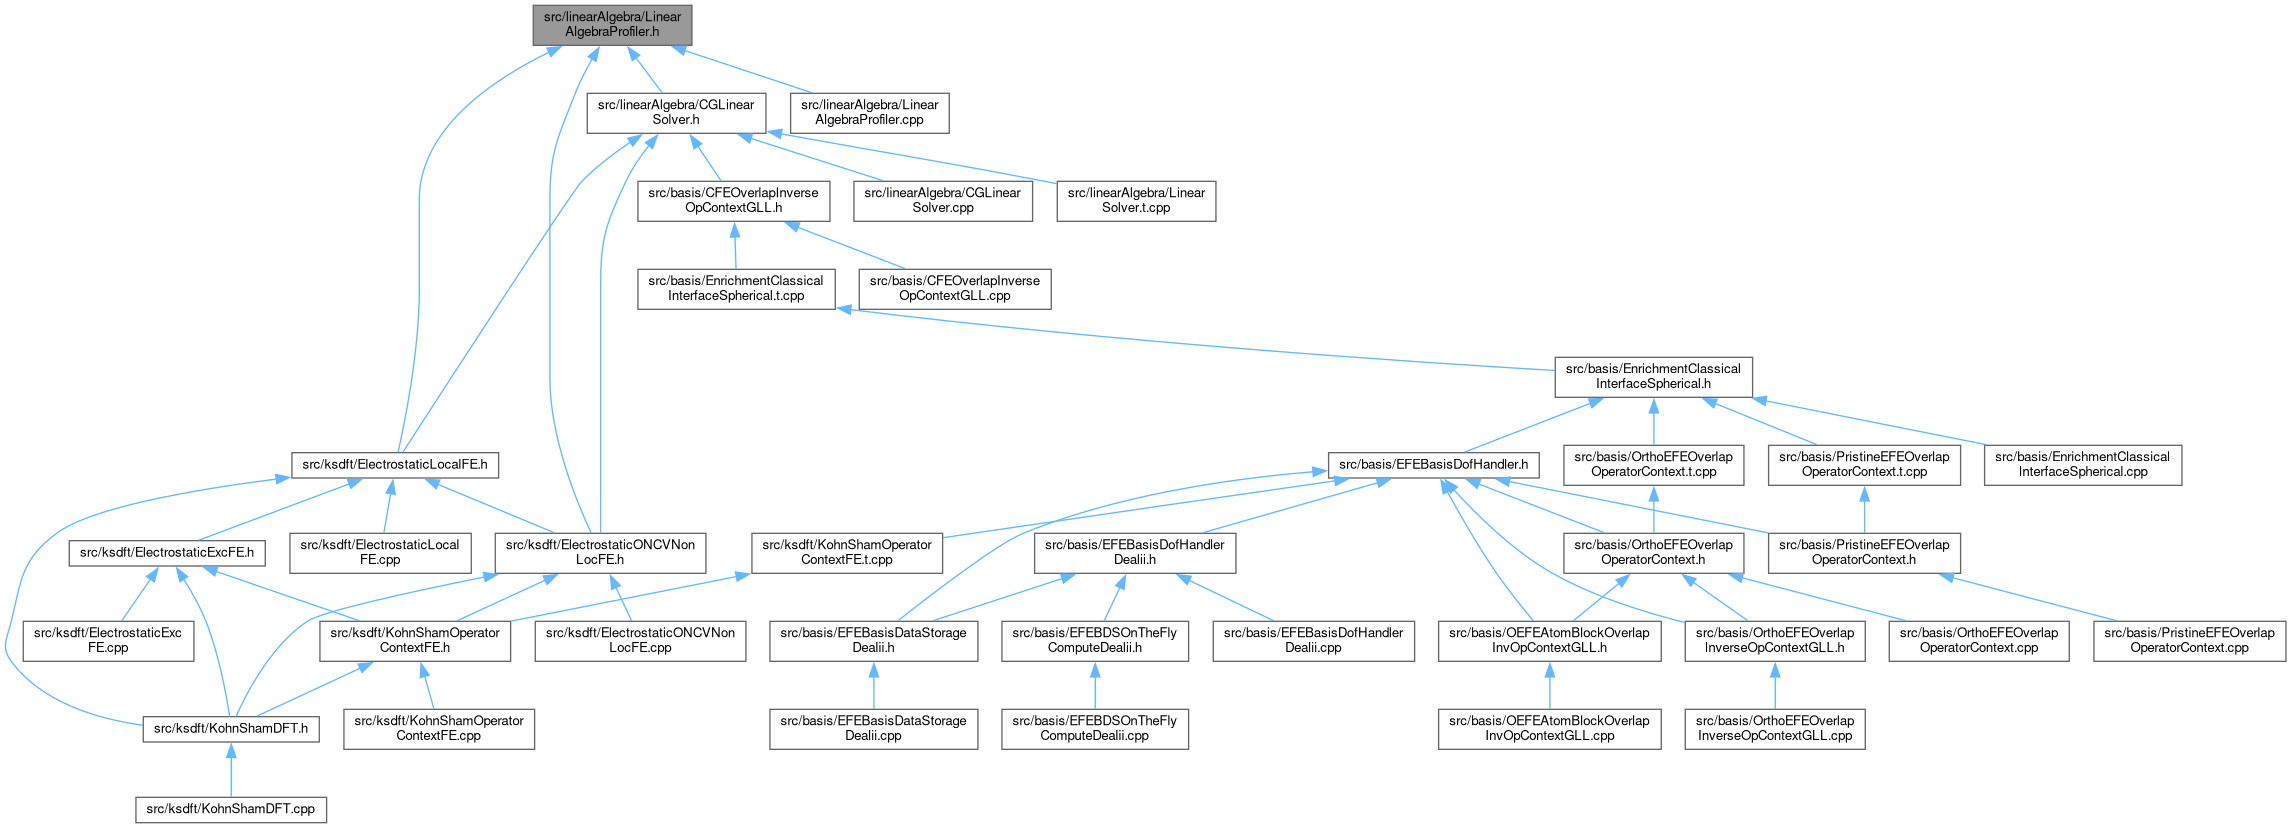 src/linearAlgebra/Linear
AlgebraProfiler.h
src/linearAlgebra/CGLinear
Solver.h
src/linearAlgebra/Linear
AlgebraProfiler.cpp
src/basis/CFEOverlapInverse
OpContextGLL.h
src/linearAlgebra/CGLinear
Solver.cpp
src/linearAlgebra/Linear
Solver.t.cpp
src/basis/EnrichmentClassical
InterfaceSpherical.t.cpp
src/basis/CFEOverlapInverse
OpContextGLL.cpp
src/basis/EnrichmentClassical
InterfaceSpherical.h
src/ksdft/ElectrostaticLocalFE.h
src/basis/EFEBasisDofHandler.h
src/basis/OrthoEFEOverlap
OperatorContext.t.cpp
src/basis/PristineEFEOverlap
OperatorContext.t.cpp
src/basis/EnrichmentClassical
InterfaceSpherical.cpp
src/ksdft/ElectrostaticExcFE.h
src/ksdft/ElectrostaticLocal
FE.cpp
src/ksdft/ElectrostaticONCVNon
LocFE.h
src/ksdft/KohnShamOperator
ContextFE.t.cpp
src/basis/EFEBasisDofHandler
Dealii.h
src/basis/OrthoEFEOverlap
OperatorContext.h
src/basis/PristineEFEOverlap
OperatorContext.h
src/ksdft/ElectrostaticExc
FE.cpp
src/ksdft/KohnShamOperator
ContextFE.h
src/ksdft/ElectrostaticONCVNon
LocFE.cpp
src/basis/EFEBasisDataStorage
Dealii.h
src/basis/EFEBDSOnTheFly
ComputeDealii.h
src/basis/EFEBasisDofHandler
Dealii.cpp
src/basis/OEFEAtomBlockOverlap
InvOpContextGLL.h
src/basis/OrthoEFEOverlap
InverseOpContextGLL.h
src/basis/OrthoEFEOverlap
OperatorContext.cpp
src/basis/PristineEFEOverlap
OperatorContext.cpp
src/ksdft/KohnShamDFT.h
src/ksdft/KohnShamOperator
ContextFE.cpp
src/basis/EFEBasisDataStorage
Dealii.cpp
src/basis/EFEBDSOnTheFly
ComputeDealii.cpp
src/basis/OEFEAtomBlockOverlap
InvOpContextGLL.cpp
src/basis/OrthoEFEOverlap
InverseOpContextGLL.cpp
src/ksdft/KohnShamDFT.cpp